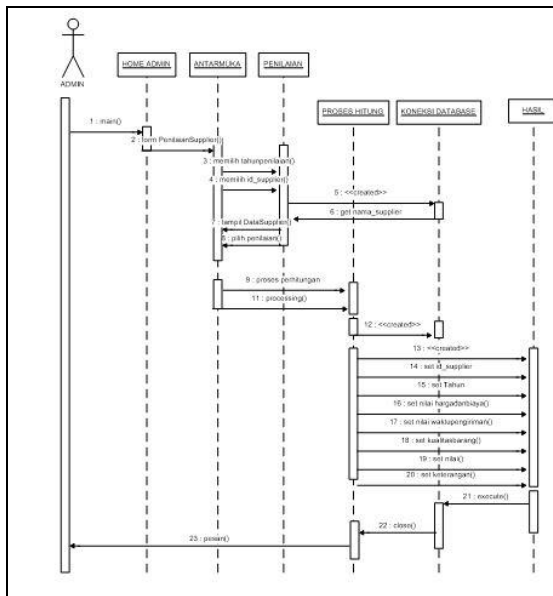 HOME ADMIN
ANTARMUKA
PENILAIAN
ADMIN
PROSES HITUNG
KONEKSI DATABASE
HASIL
1 : main()
2 : form PenilaianSupplier()
3 : memilih tahunpenilaian()
4 : memilih id_supplier()
5 : <<created>>
6 : get nama_supplier
7 : tampil DataSupplier()
8 : pilih penilaian()
9 : proses perhitungan
11 : processing()
12 : <<created>>
13 : <<created>>
14 : set id_supplier
15 : set Tahun
16 : set nilai hargadanbiaya()
17 : set nilai waktupengiriman()
18 : set kualitasbarang()
19 : set nilai()
20 : set keterangan()
21 : execute()
22 : close()
23 : pesan()